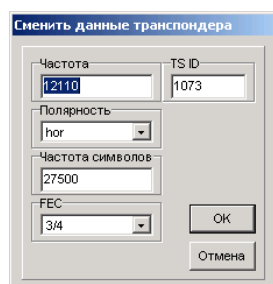 Сменить данные транспондера
Частота
TS ID
12110
1073
Полярность
hor
Частота символов
27500
FEC
3/4
OK
Отмена